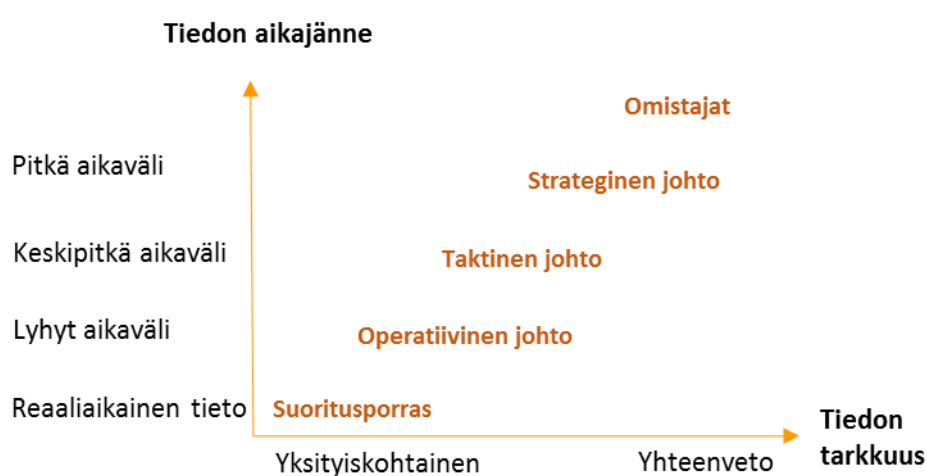 Tiedon aikajänne
Omistajat
Pitkä aikaväli
Strateginen johto
Keskipitkä aikaväli
Taktinen johto
Lyhyt aikaväli
Operatiivinen johto
Reaaliaikainen tieto
Suoritusporras
Tiedon
tarkkuus
Yksityiskohtainen
Yhteenveto